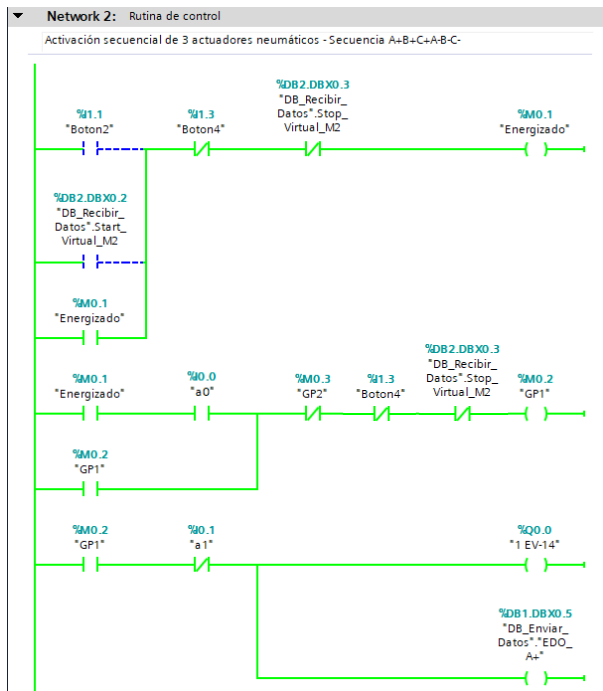 Network 2: Rutina de control
Activación secuencial de 3 actuadores neumáticos - Secuencia A+B+C+A-B-C-
%I1.1
"Boton2"
%I1.3
"Boton4"
%DB2.DBX0.3
"DB_Recibir_
Datos".Stop_
Virtual_M2
%M0.1
"Energizado"
%DB2.DBX0.2
"DB_Recibir_
Datos".Start_
Virtual_M2
%M0.1
"Energizado"
%M0.1
"Energizado"
%I0.0
"a0"
%M0.3
"GP2"
%I1.3
"Boton4"
%DB2.DBX0.3
"DB_Recibir_
Datos".Stop_
Virtual_M2
%M0.2
"GP1"
%M0.2
"GP1"
%M0.2
"GP1"
%I0.1
"a1"
%Q0.0
"1 EV-14"
%DB1.DBX0.5
"DB_Enviar_
Datos"."EDO_
A+"